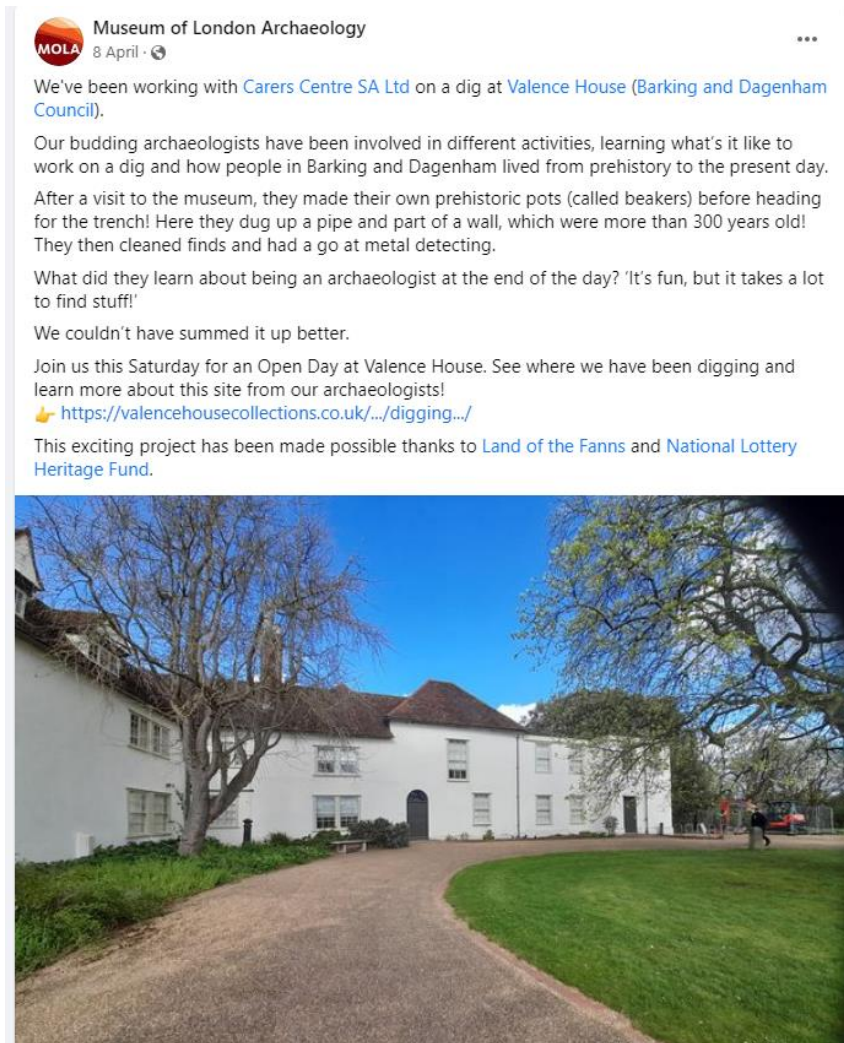 Museum of London Archaeology
MOLA
8 April ·
We've been working with Carers Centre SA Ltd on a dig at Valence House (Barking and Dagenham
Council).
Our budding archaeologists have been involved in different activities, learning what's it like to
work on a dig and how people in Barking and Dagenham lived from prehistory to the present day.
After a visit to the museum, they made their own prehistoric pots (called beakers) before heading
for the trench! Here they dug up a pipe and part of a wall, which were more than 300 years old!
They then cleaned finds and had a go at metal detecting.
What did they learn about being an archaeologist at the end of the day? 'It's fun, but it takes a lot
to find stuff!'
We couldn't have summed it up better.
Join us this Saturday for an Open Day at Valence House. See where we have been digging and
learn more about this site from our archaeologists!
👉 https://valencehousecollections.co.uk/.../digging.../
This exciting project has been made possible thanks to Land of the Fanns and National Lottery
Heritage Fund.